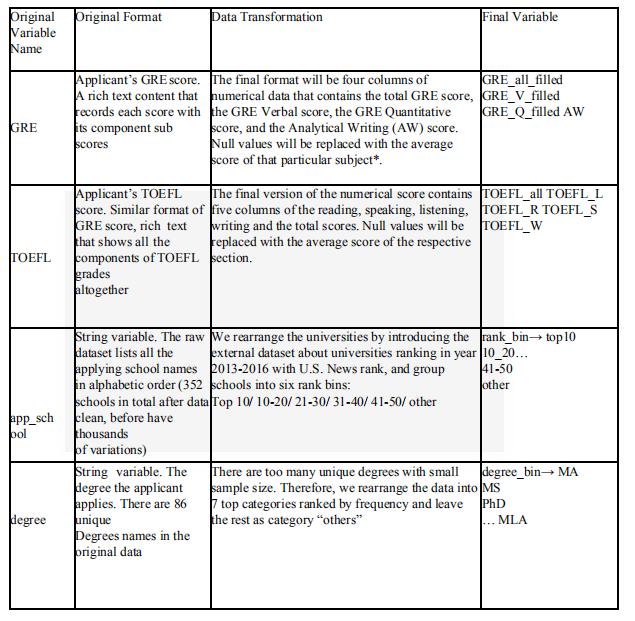 Original Variable Name
Original Format
Data Transformation
Final Variable
GRE
Applicant's GRE score.
A rich text content that
records each score with
its component sub
scores
The final format will be four columns of
numerical data that contains the total GRE score,
the GRE Verbal score, the GRE Quantitative
score, and the Analytical Writing (AW) score.
Null values will be replaced with the average
score of that particular subject*.
GRE_all_filled
GRE_V_filled
GRE_Q_filled AW
TOEFL
Applicant's TOEFL
score. Similar format of
GRE score, rich text
that shows all the
components of TOEFL
grades
altogether
The final version of the numerical score contains
five columns of the reading, speaking, listening,
writing and the total scores. Null values will be
replaced with the average score of the respective
section.
TOEFL_all TOEFL_L
TOEFL_R TOEFL_S
TOEFL_W
app_sch
ool
String variable. The raw
dataset lists all the
applying school names
in alphabetic order (352
schools in total after data
clean, before have
thousands
of variations)
We rearrange the universities by introducing the
external dataset about universities ranking in year
2013-2016 with U.S. News rank, and group
schools into six rank bins:
Top 10/ 10-20/ 21-30/ 31-40/ 41-50/ other
rank_bin→ top10
10_20…
41-50
other
degree
String variable. The
degree the applicant
applies. There are 86
unique
Degrees names in the
original data
There are too many unique degrees with small
sample size. Therefore, we rearrange the data into
7 top categories ranked by frequency and leave
the rest as category "others"
degree_bin→ MA
MS
PhD
… MLA